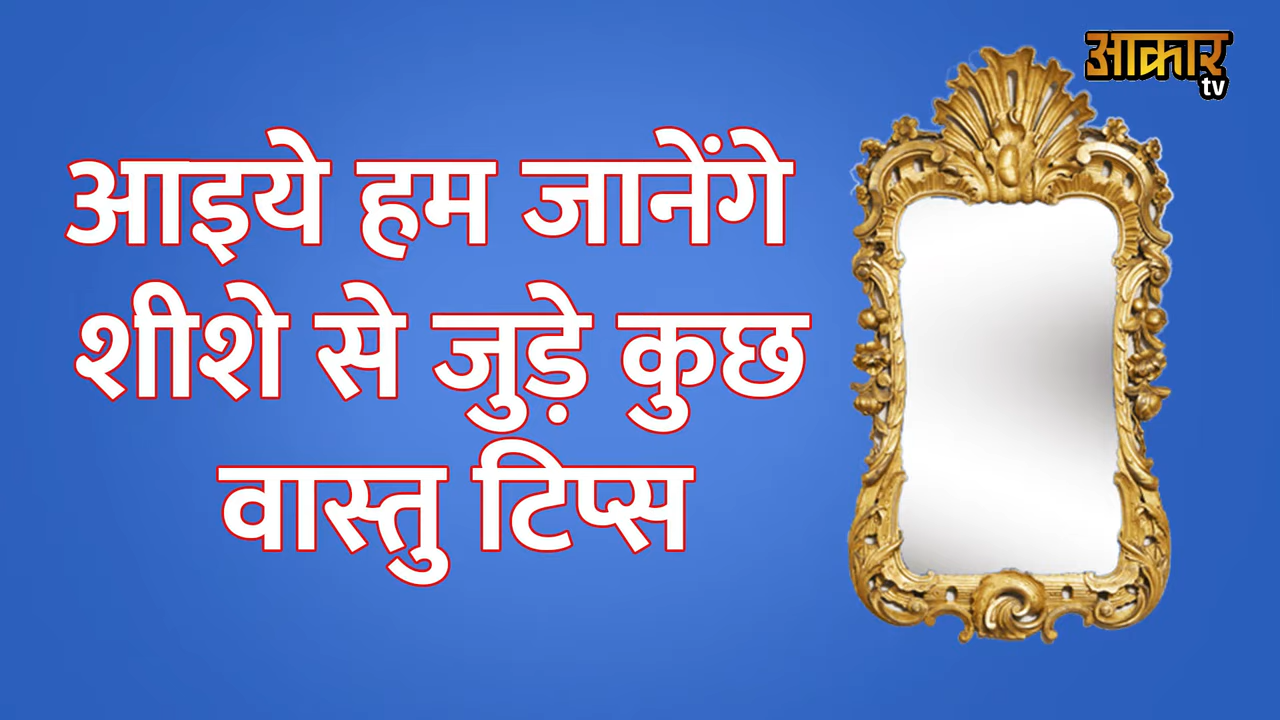 आकार
tv
आइये हम जानेंगे
शीशे से जुड़े कुछ
वास्तु टिप्स